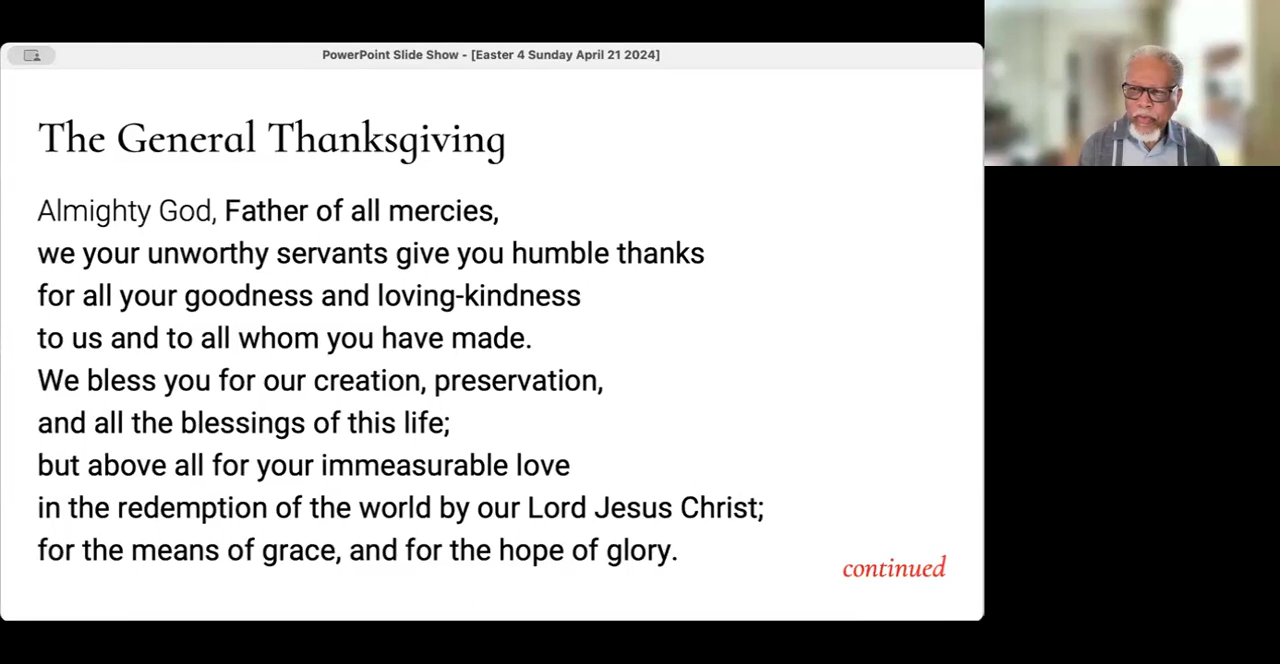 PowerPoint Slide Show - [Easter 4 Sunday April 21 2024]
The General Thanksgiving
Almighty God, Father of all mercies,
we your unworthy servants give you humble thanks
for all your goodness and loving-kindness
to us and to all whom you have made.
We bless you for our creation, preservation,
and all the blessings of this life;
but above all for your immeasurable love
in the redemption of the world by our Lord Jesus Christ;
for the means of grace, and for the hope of glory.
continued